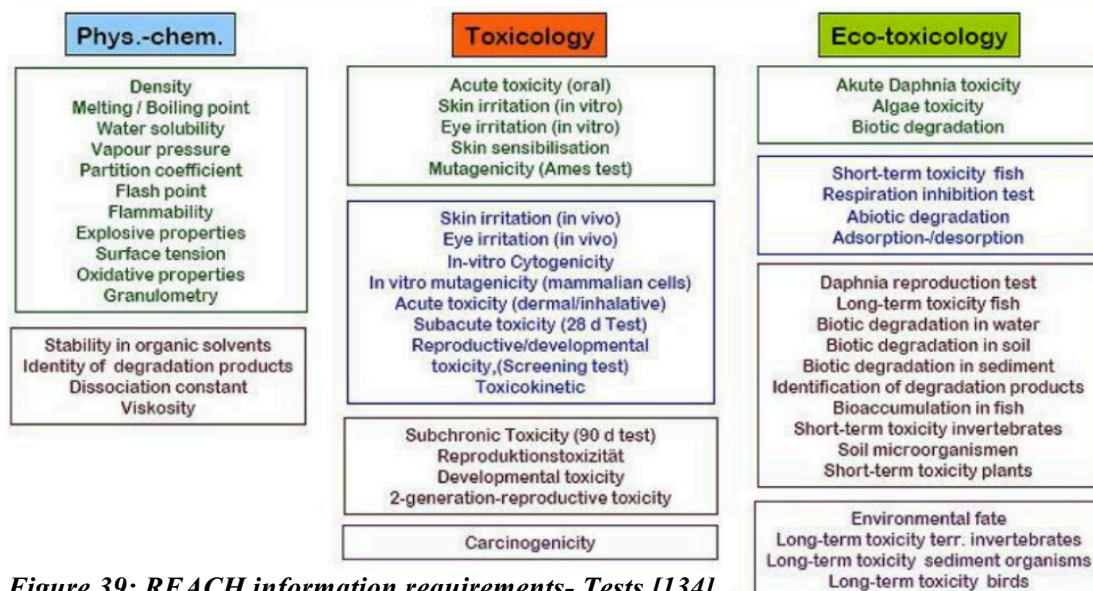 Phys.-chem.
Density
Melting / Boiling point
Water solubility
Vapour pressure
Partition coefficient
Flash point
Flammability
Explosive properties
Surface tension
Oxidative properties
Granulometry
Stability in organic solvents
Identity of degradation products
Dissociation constant
Viskosity
Toxicology
Acute toxicity (oral)
Skin irritation (in vitro)
Eye irritation (in vitro)
Skin sensibilisation
Mutagenicity (Ames test)
Skin irritation (in vivo)
Eye irritation (in vivo)
In-vitro Cytogenicity
In vitro mutagenicity (mammalian cells)
Acute toxicity (dermal/inhalative)
Subacute toxicity (28 d Test)
Reproductive/developmental
toxicity,(Screening test)
Toxicokinetic
Subchronic Toxicity (90 d test)
Reproduktionstoxizität
Developmental toxicity
2-generation-reproductive toxicity
Carcinogenicity
Eco-toxicology
Akute Daphnia toxicity
Algae toxicity
Biotic degradation
Short-term toxicity fish
Respiration inhibition test
Abiotic degradation
Adsorption-/desorption
Daphnia reproduction test
Long-term toxicity fish
Biotic degradation in water
Biotic degradation in soil
Biotic degradation in sediment
Identification of degradation products
Bioaccumulation in fish
Short-term toxicity invertebrates
Soil microorganismen
Short-term toxicity plants
Environmental fate
Long-term toxicity terr. invertebrates
Long-term toxicity sediment organisms
Long-term toxicity birds
Figure 39: REACH information requirements- Tests [134]